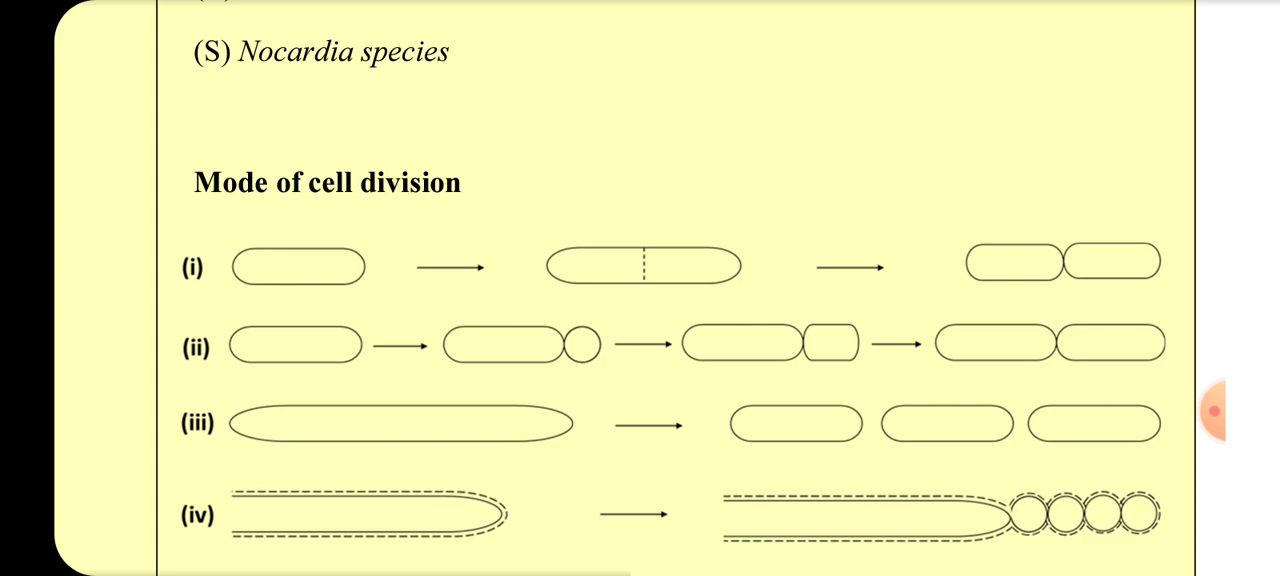 (S) Nocardia species
Mode of cell division
(i)
(ii)
(iii)
(iv)